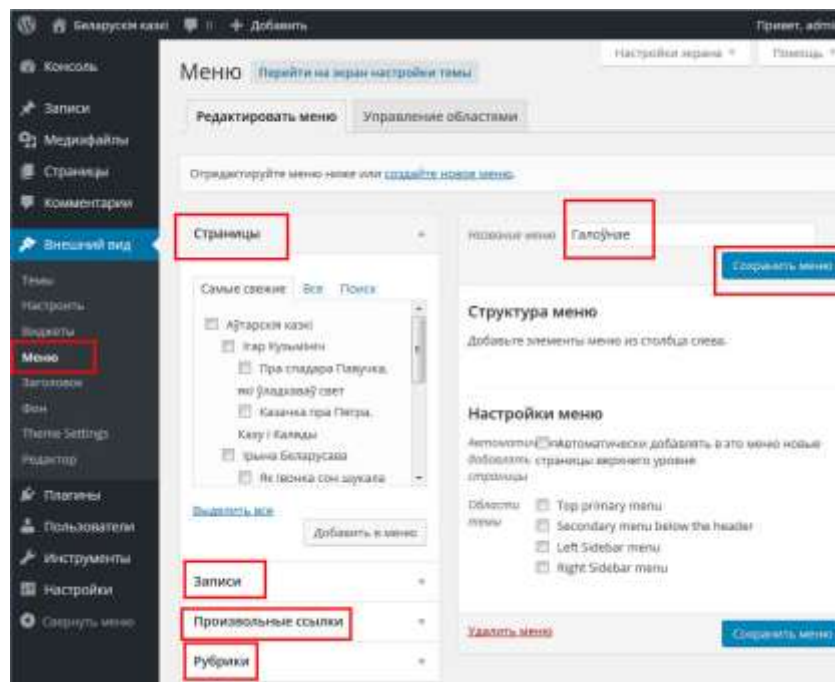 Беларускія казкі 0 + Добавить
Привет, admi
Настройки экрана Помощь
Консоль
Записи
Медиафайлы
Страницы
Комментарии
Внешний вид
Темы
Настроить
Виджеты
Меню
Заголовок
Фон
Theme Settings
Редактор
Плагины
Пользователи
Инструменты
Настройки
Свернуть меню
Меню Перейти на экран настройки темы
Редактировать меню Управление областями
Отредактируйте меню ниже или создайте новое меню.
Страницы
Самые свежие Все Поиск
Аўтарскія казкі
Ігар Кузьмініч
Пра спадара Павучка,
які ўладкаваў свет
Казачка пра Пятра,
Казу і Каляды
Ірына Беларусава
Як Івонка сон шукала
Выделить все
Добавить в меню
Записи
Произвольные ссылки
Рубрики
Название меню Галоўнае
Сохранить меню
Структура меню
Добавьте элементы меню из столбца слева.
Настройки меню
Автоматически добавлять в это меню новые
добавлять страницы верхнего уровня
страницы
Области Top primary menu
темы Secondary menu below the header
Left Sidebar menu
Right Sidebar menu
Удалить меню Сохранить меню